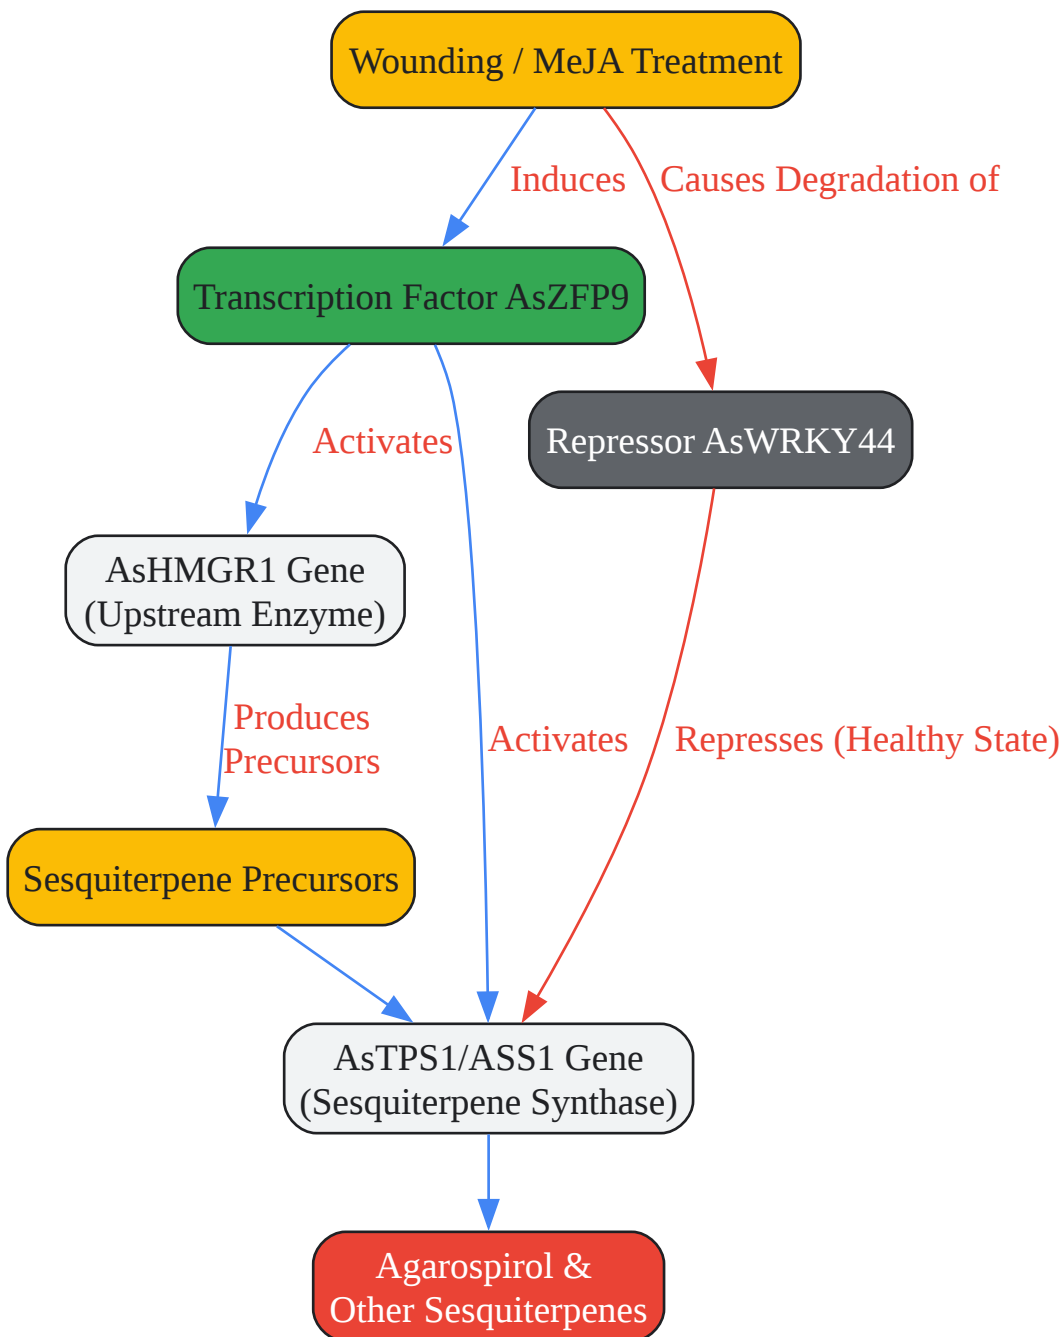 Wounding / MeJA Treatment
Induces
Causes Degradation of
Transcription Factor AsZFP9
Activates
Repressor AsWRKY44
AsHMGR1 Gene
(Upstream Enzyme)
Produces
Precursors
Activates
Represses (Healthy State)
Sesquiterpene Precursors
AsTPS1/ASS1 Gene
(Sesquiterpene Synthase)
Agarospirol &
Other Sesquiterpenes